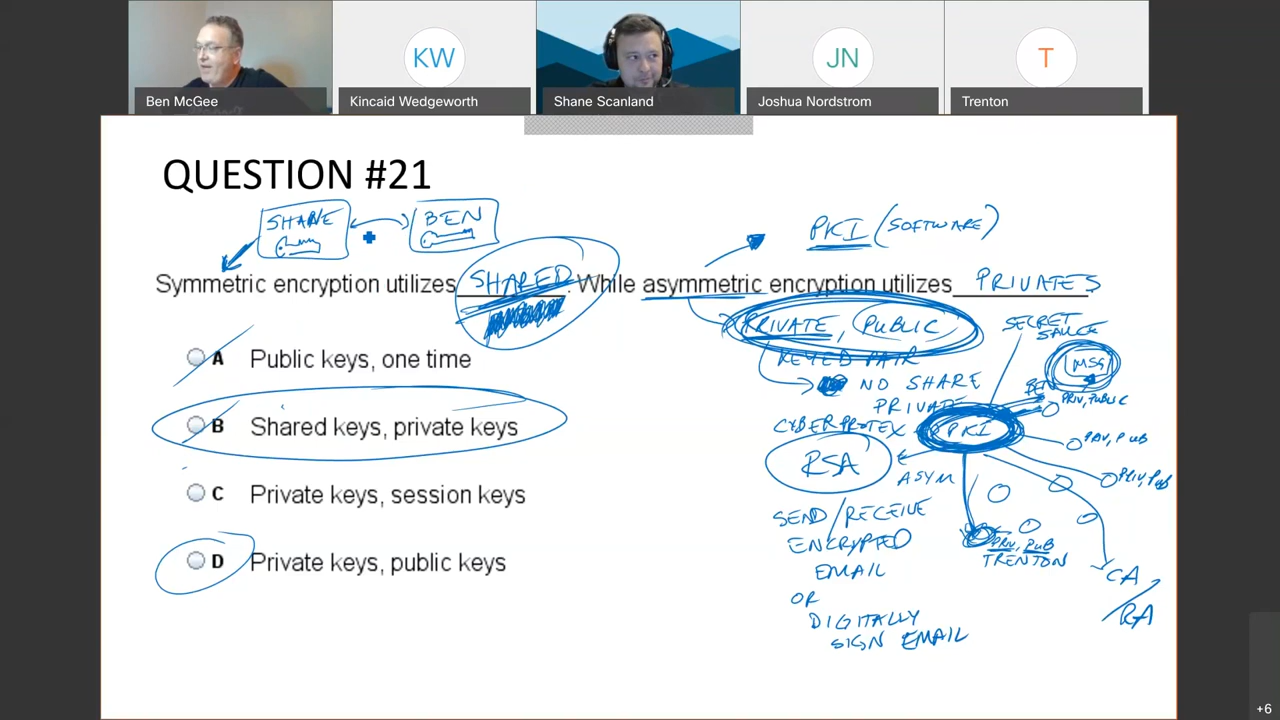 KW
JN
T
Ben McGee
Kincaid Wedgeworth
Shane Scanland
Joshua Nordstrom
Trenton
QUESTION #21
SHANE
BEN
PKI (SOFTWARE)
Symmetric encryption utilizes SHARED. While asymmetric encryption utilizes PRIVATES
PRIVATE, PUBLIC
KEYED PAIR
NO SHARE
PRIVATE
SECRET
SAUCE
MSG
BEN
PRIV, PUBLIC
A Public keys, one time
B Shared keys, private keys
C Private keys, session keys
D Private keys, public keys
CYBERPROTEX
PKI
PRIV, PUB
PRIV, PUB
RSA
ASYM
SEND/RECEIVE
ENCRYPTED
EMAIL
OR
DIGITALLY
SIGN EMAIL
PRIV, PUB
TRENTON
CA
RA
+6